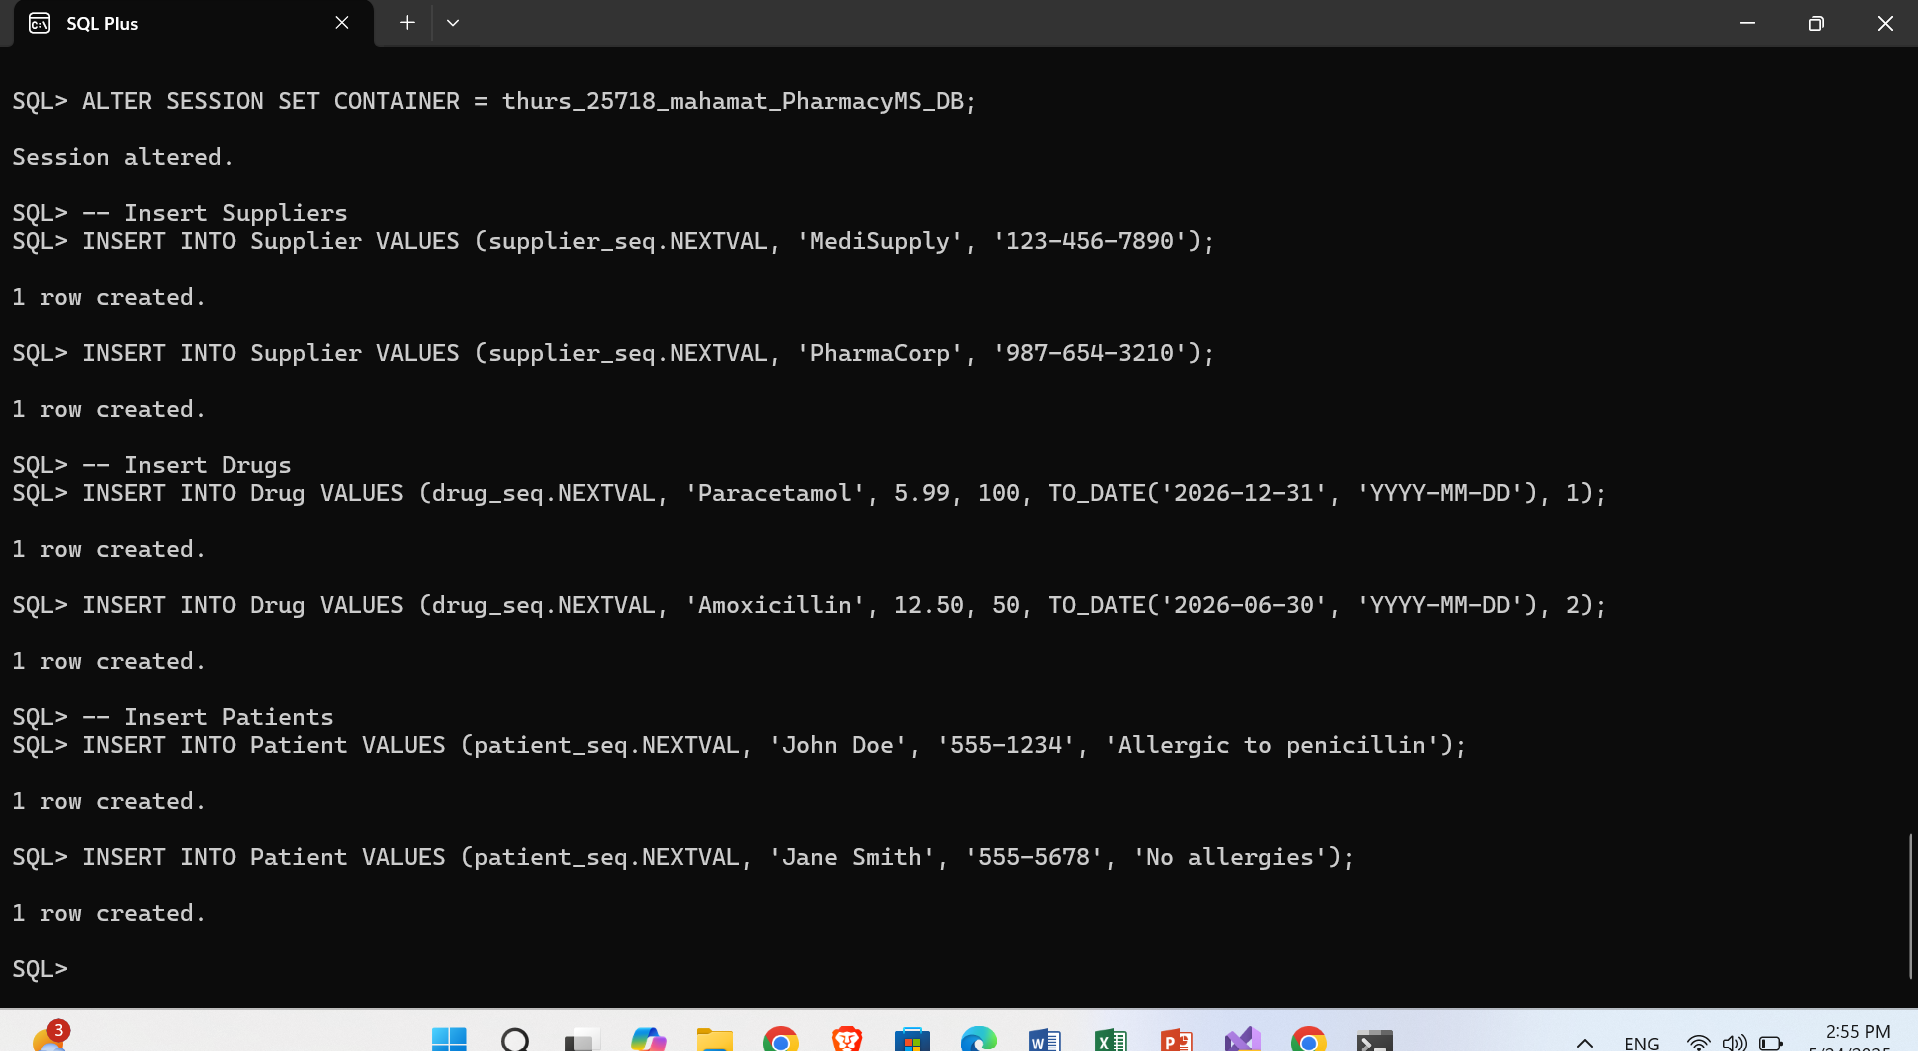 SQL Plus
SQL> ALTER SESSION SET CONTAINER = thurs_25718_mahamat_PharmacyMS_DB;
Session altered.
SQL> -- Insert Suppliers
SQL> INSERT INTO Supplier VALUES (supplier_seq.NEXTVAL, 'MediSupply', '123-456-7890');
1 row created.
SQL> INSERT INTO Supplier VALUES (supplier_seq.NEXTVAL, 'PharmaCorp', '987-654-3210');
1 row created.
SQL> -- Insert Drugs
SQL> INSERT INTO Drug VALUES (drug_seq.NEXTVAL, 'Paracetamol', 5.99, 100, TO_DATE('2026-12-31', 'YYYY-MM-DD'), 1);
1 row created.
SQL> INSERT INTO Drug VALUES (drug_seq.NEXTVAL, 'Amoxicillin', 12.50, 50, TO_DATE('2026-06-30', 'YYYY-MM-DD'), 2);
1 row created.
SQL> -- Insert Patients
SQL> INSERT INTO Patient VALUES (patient_seq.NEXTVAL, 'John Doe', '555-1234', 'Allergic to penicillin');
1 row created.
SQL> INSERT INTO Patient VALUES (patient_seq.NEXTVAL, 'Jane Smith', '555-5678', 'No allergies');
1 row created.
SQL>
3
ENG
2:55 PM